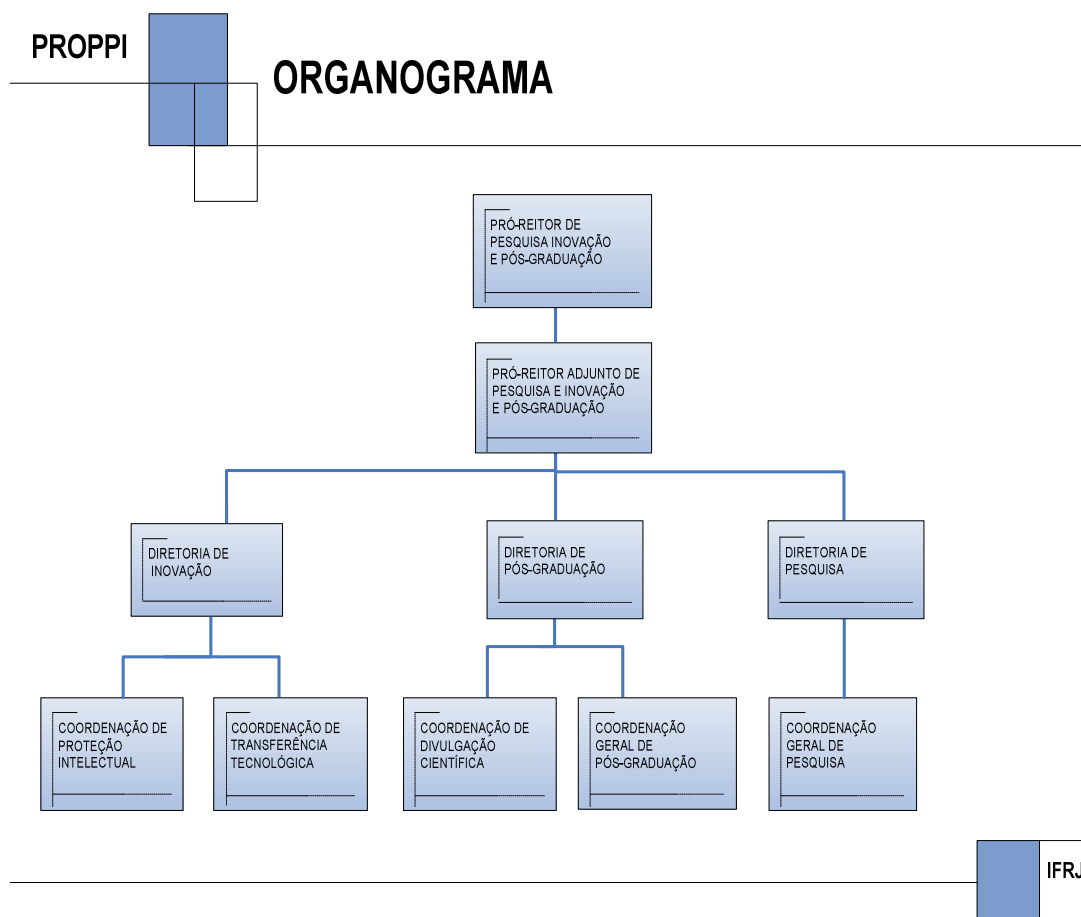 PROPPI
ORGANOGRAMA
PRÓ-REITOR DE
PESQUISA INOVAÇÃO
E PÓS-GRADUAÇÃO
PRÓ-REITOR ADJUNTO DE
PESQUISA E INOVAÇÃO
E PÓS-GRADUAÇÃO
DIRETORIA DE
INOVAÇÃO
DIRETORIA DE
PÓS-GRADUAÇÃO
DIRETORIA DE
PESQUISA
COORDENAÇÃO DE
PROTEÇÃO
INTELECTUAL
COORDENAÇÃO DE
TRANSFERÊNCIA
TECNOLÓGICA
COORDENAÇÃO DE
DIVULGAÇÃO
CIENTÍFICA
COORDENAÇÃO
GERAL DE
PÓS-GRADUAÇÃO
COORDENAÇÃO
GERAL DE
PESQUISA
IFRJ